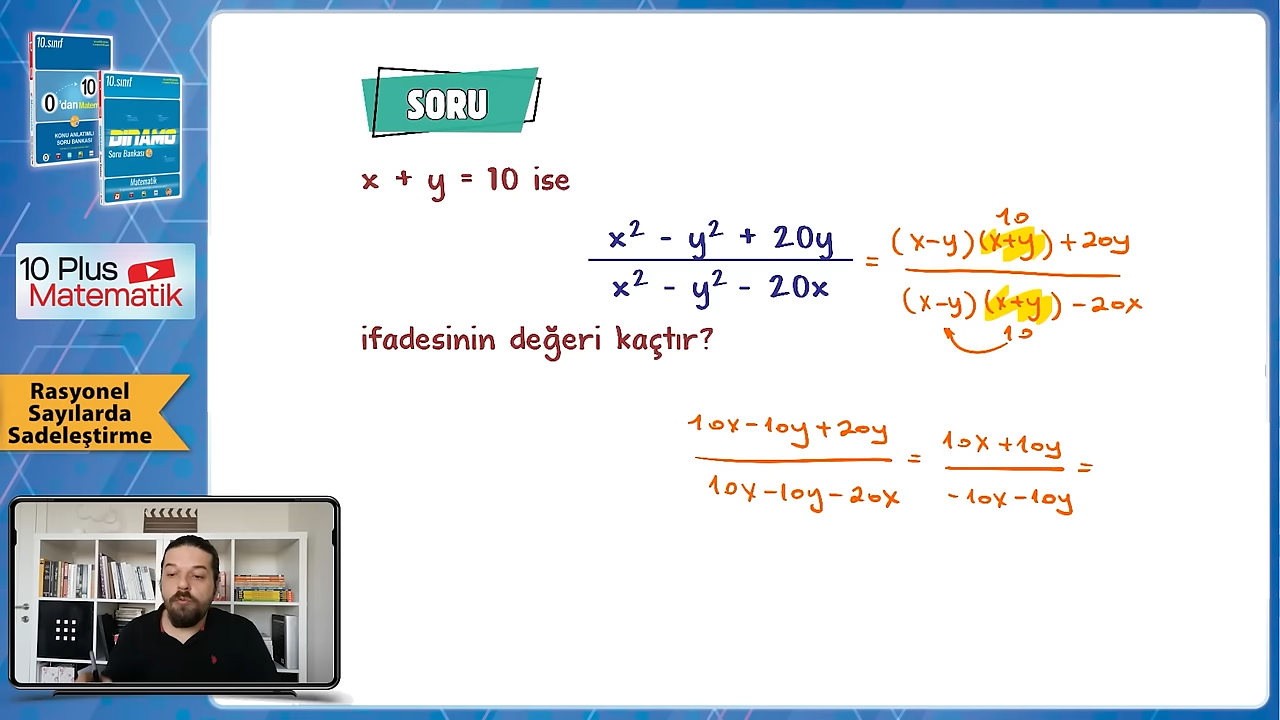 10.sınıf
0'dan 10
KONU ANLATIMLI
SORU BANKASI
10.sınıf
DİNAMO
Soru Bankası
Matematik
10 Plus
Matematik
Rasyonel
Sayılarda
Sadeleştirme
SORU
x + y = 10 ise
x² - y² + 20y / x² - y² - 20x = (x-y)(x+y)+20y / (x-y)(x+y)-20x
10
10
ifadesinin değeri kaçtır?
10x-10y+20y / 10x-10y-20x = 10x+10y / -10x-10y =